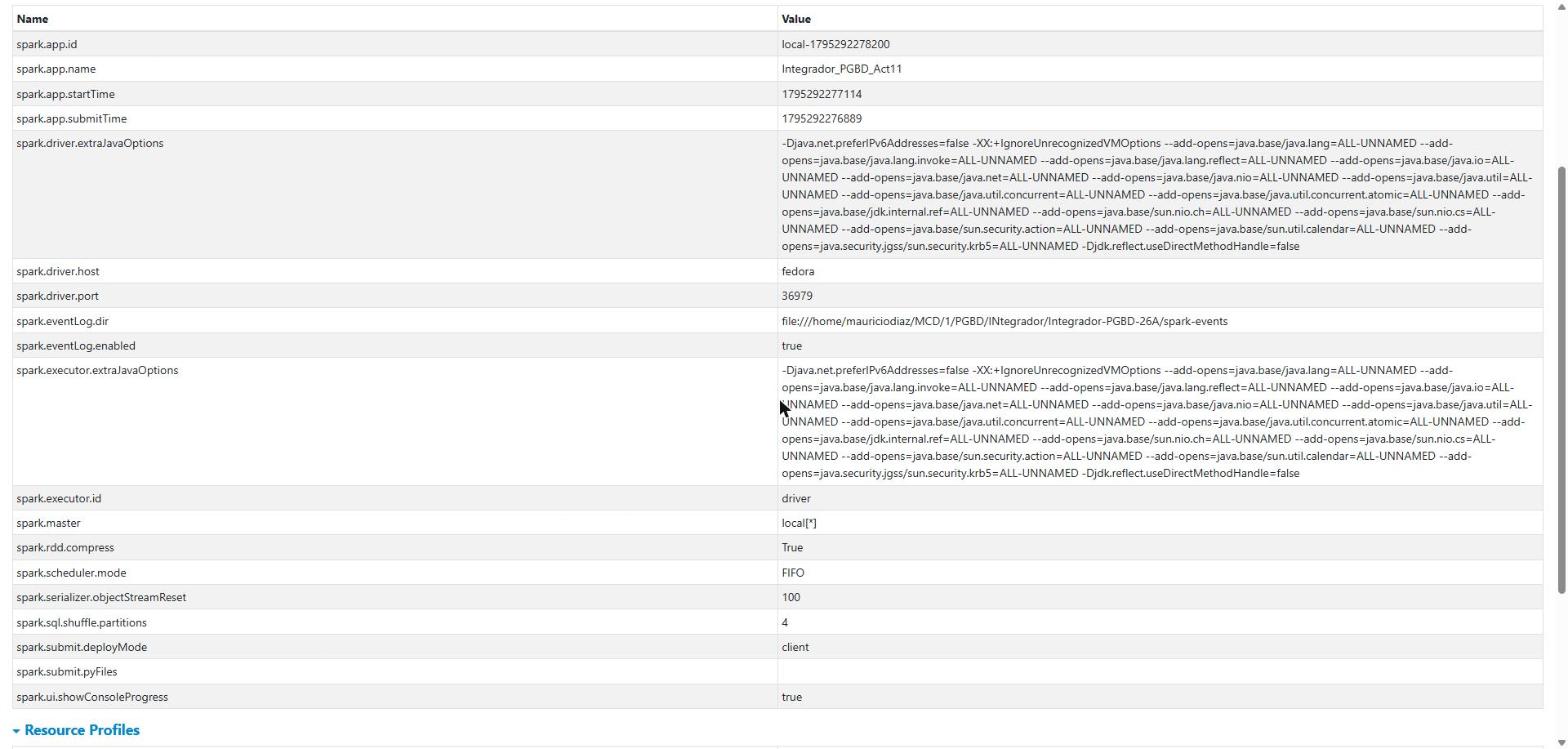 Name Value
spark.app.id local-1795292278200
spark.app.name Integrador_PGBD_Act11
spark.app.startTime 1795292277114
spark.app.submitTime 1795292276889
spark.driver.extraJavaOptions -Djava.net.preferIPv6Addresses=false -XX:+IgnoreUnrecognizedVMOptions --add-opens=java.base/java.lang=ALL-UNNAMED --add-
opens=java.base/java.lang.invoke=ALL-UNNAMED --add-opens=java.base/java.lang.reflect=ALL-UNNAMED --add-opens=java.base/java.io=ALL-
UNNAMED --add-opens=java.base/java.net=ALL-UNNAMED --add-opens=java.base/java.nio=ALL-UNNAMED --add-opens=java.base/java.util=ALL-
UNNAMED --add-opens=java.base/java.util.concurrent=ALL-UNNAMED --add-opens=java.base/java.util.concurrent.atomic=ALL-UNNAMED --add-
opens=java.base/jdk.internal.ref=ALL-UNNAMED --add-opens=java.base/sun.nio.ch=ALL-UNNAMED --add-opens=java.base/sun.nio.cs=ALL-
UNNAMED --add-opens=java.base/sun.security.action=ALL-UNNAMED --add-opens=java.base/sun.util.calendar=ALL-UNNAMED --add-
opens=java.security.jgss/sun.security.krb5=ALL-UNNAMED -Djdk.reflect.useDirectMethodHandle=false
spark.driver.host fedora
spark.driver.port 36979
spark.eventLog.dir file:///home/mauriciodiaz/MCD/1/PGBD/INtegrador/Integrador-PGBD-26A/spark-events
spark.eventLog.enabled true
spark.executor.extraJavaOptions -Djava.net.preferIPv6Addresses=false -XX:+IgnoreUnrecognizedVMOptions --add-opens=java.base/java.lang=ALL-UNNAMED --add-
opens=java.base/java.lang.invoke=ALL-UNNAMED --add-opens=java.base/java.lang.reflect=ALL-UNNAMED --add-opens=java.base/java.io=ALL-
UNNAMED --add-opens=java.base/java.net=ALL-UNNAMED --add-opens=java.base/java.nio=ALL-UNNAMED --add-opens=java.base/java.util=ALL-
UNNAMED --add-opens=java.base/java.util.concurrent=ALL-UNNAMED --add-opens=java.base/java.util.concurrent.atomic=ALL-UNNAMED --add-
opens=java.base/jdk.internal.ref=ALL-UNNAMED --add-opens=java.base/sun.nio.ch=ALL-UNNAMED --add-opens=java.base/sun.nio.cs=ALL-
UNNAMED --add-opens=java.base/sun.security.action=ALL-UNNAMED --add-opens=java.base/sun.util.calendar=ALL-UNNAMED --add-
opens=java.security.jgss/sun.security.krb5=ALL-UNNAMED -Djdk.reflect.useDirectMethodHandle=false
spark.executor.id driver
spark.master local[*]
spark.rdd.compress True
spark.scheduler.mode FIFO
spark.serializer.objectStreamReset 100
spark.sql.shuffle.partitions 4
spark.submit.deployMode client
spark.submit.pyFiles
spark.ui.showConsoleProgress true
Resource Profiles